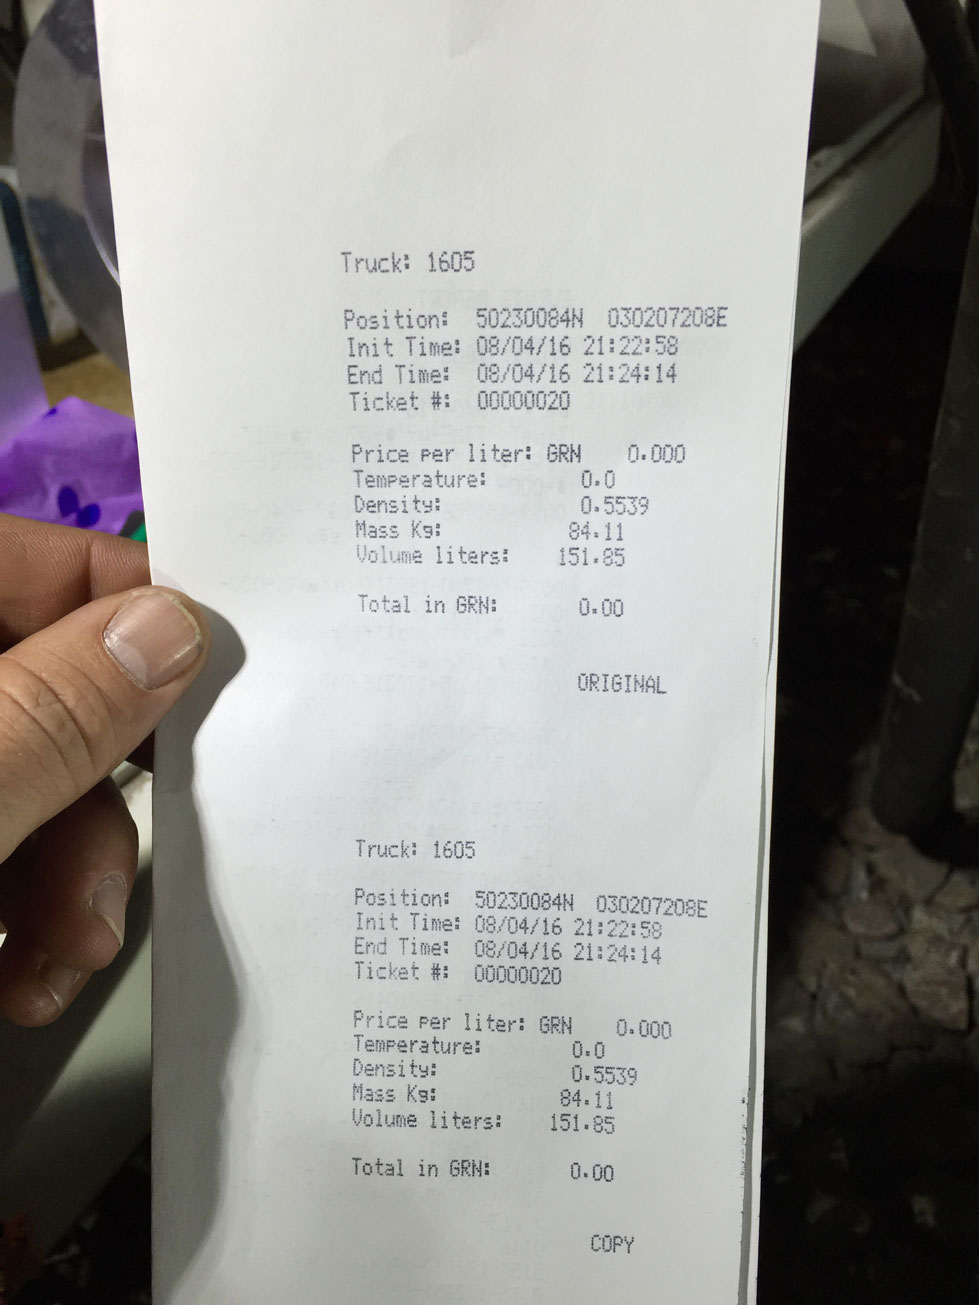 Truck: 1605
Position: 50230084N 030207208E
Init Time: 08/04/16 21:22:58
End Time: 08/04/16 21:24:14
Ticket #: 00000020
Price per liter: GRN 0.000
Temperature: 0.0
Density: 0.5539
Mass Kg: 84.11
Volume liters: 151.85
Total in GRN: 0.00
ORIGINAL
Truck: 1605
Position: 50230084N 030207208E
Init Time: 08/04/16 21:22:58
End Time: 08/04/16 21:24:14
Ticket #: 00000020
Price per liter: GRN 0.000
Temperature: 0.0
Density: 0.5539
Mass Kg: 84.11
Volume liters: 151.85
Total in GRN: 0.00
COPY